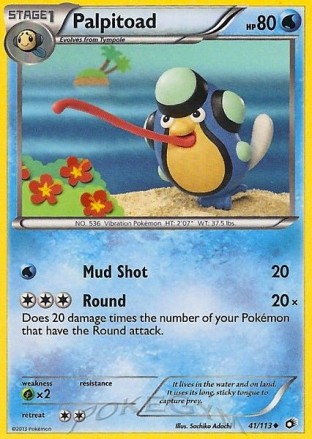 STAGE1 Palpitoad HP 80
Evolves from Tympole
NO. 536 Vibration Pokémon HT: 2'07" WT: 37.5 lbs.
Mud Shot 20
Round 20×
Does 20 damage times the number of your Pokémon
that have the Round attack.
weakness resistance
×2
retreat
It lives in the water and on land.
It uses its long, sticky tongue to
capture prey.
©2013 Pokémon Illus. Sachiko Adachi 41/113